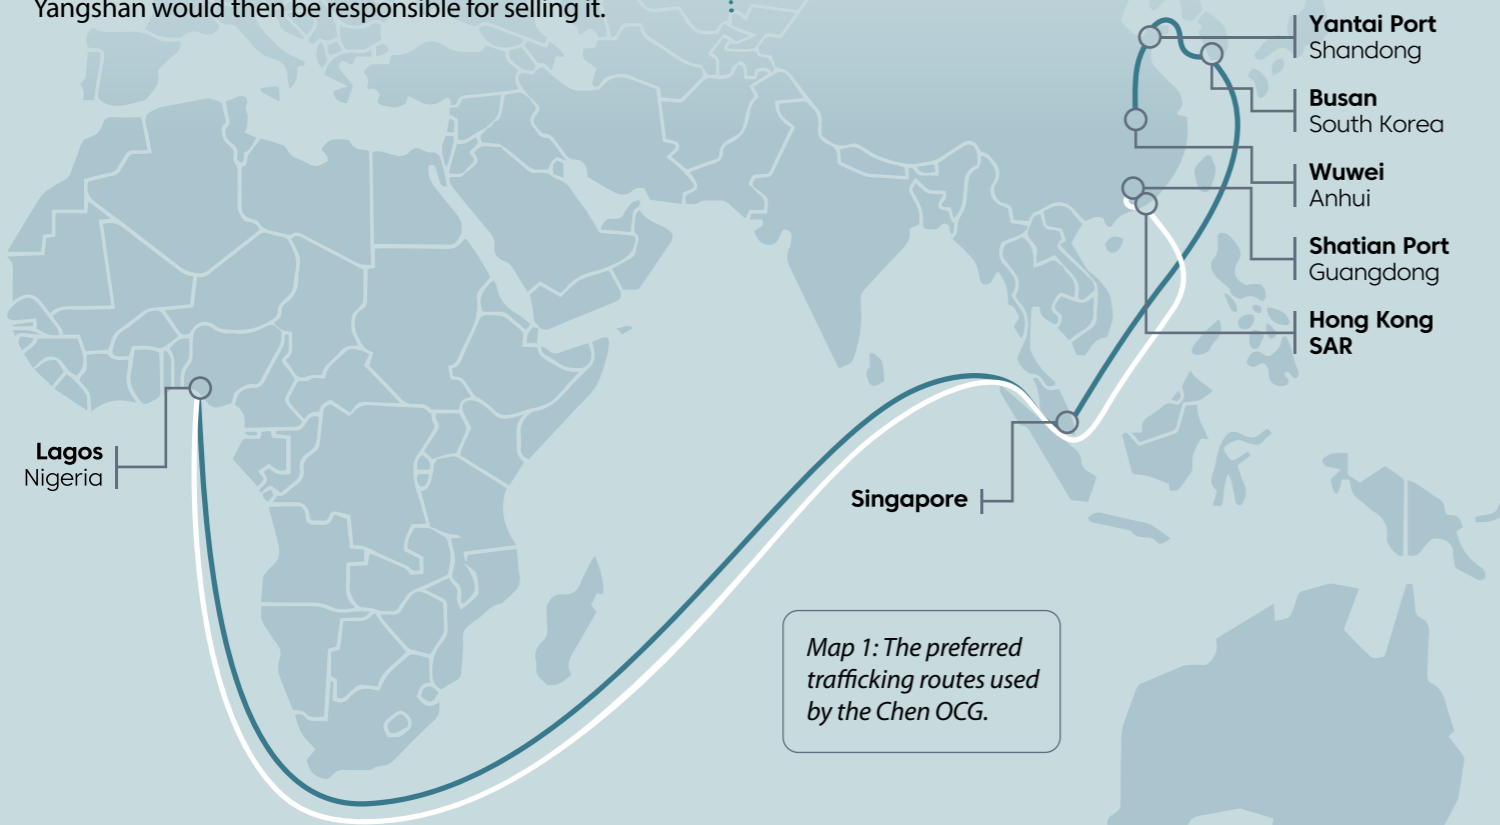 Yangshan would then be responsible for selling it.
Yantai Port
Shandong
Busan
South Korea
Wuwei
Anhui
Shatian Port
Guangdong
Hong Kong
SAR
Lagos
Nigeria
Singapore
Map 1: The preferred
trafficking routes used
by the Chen OCG.